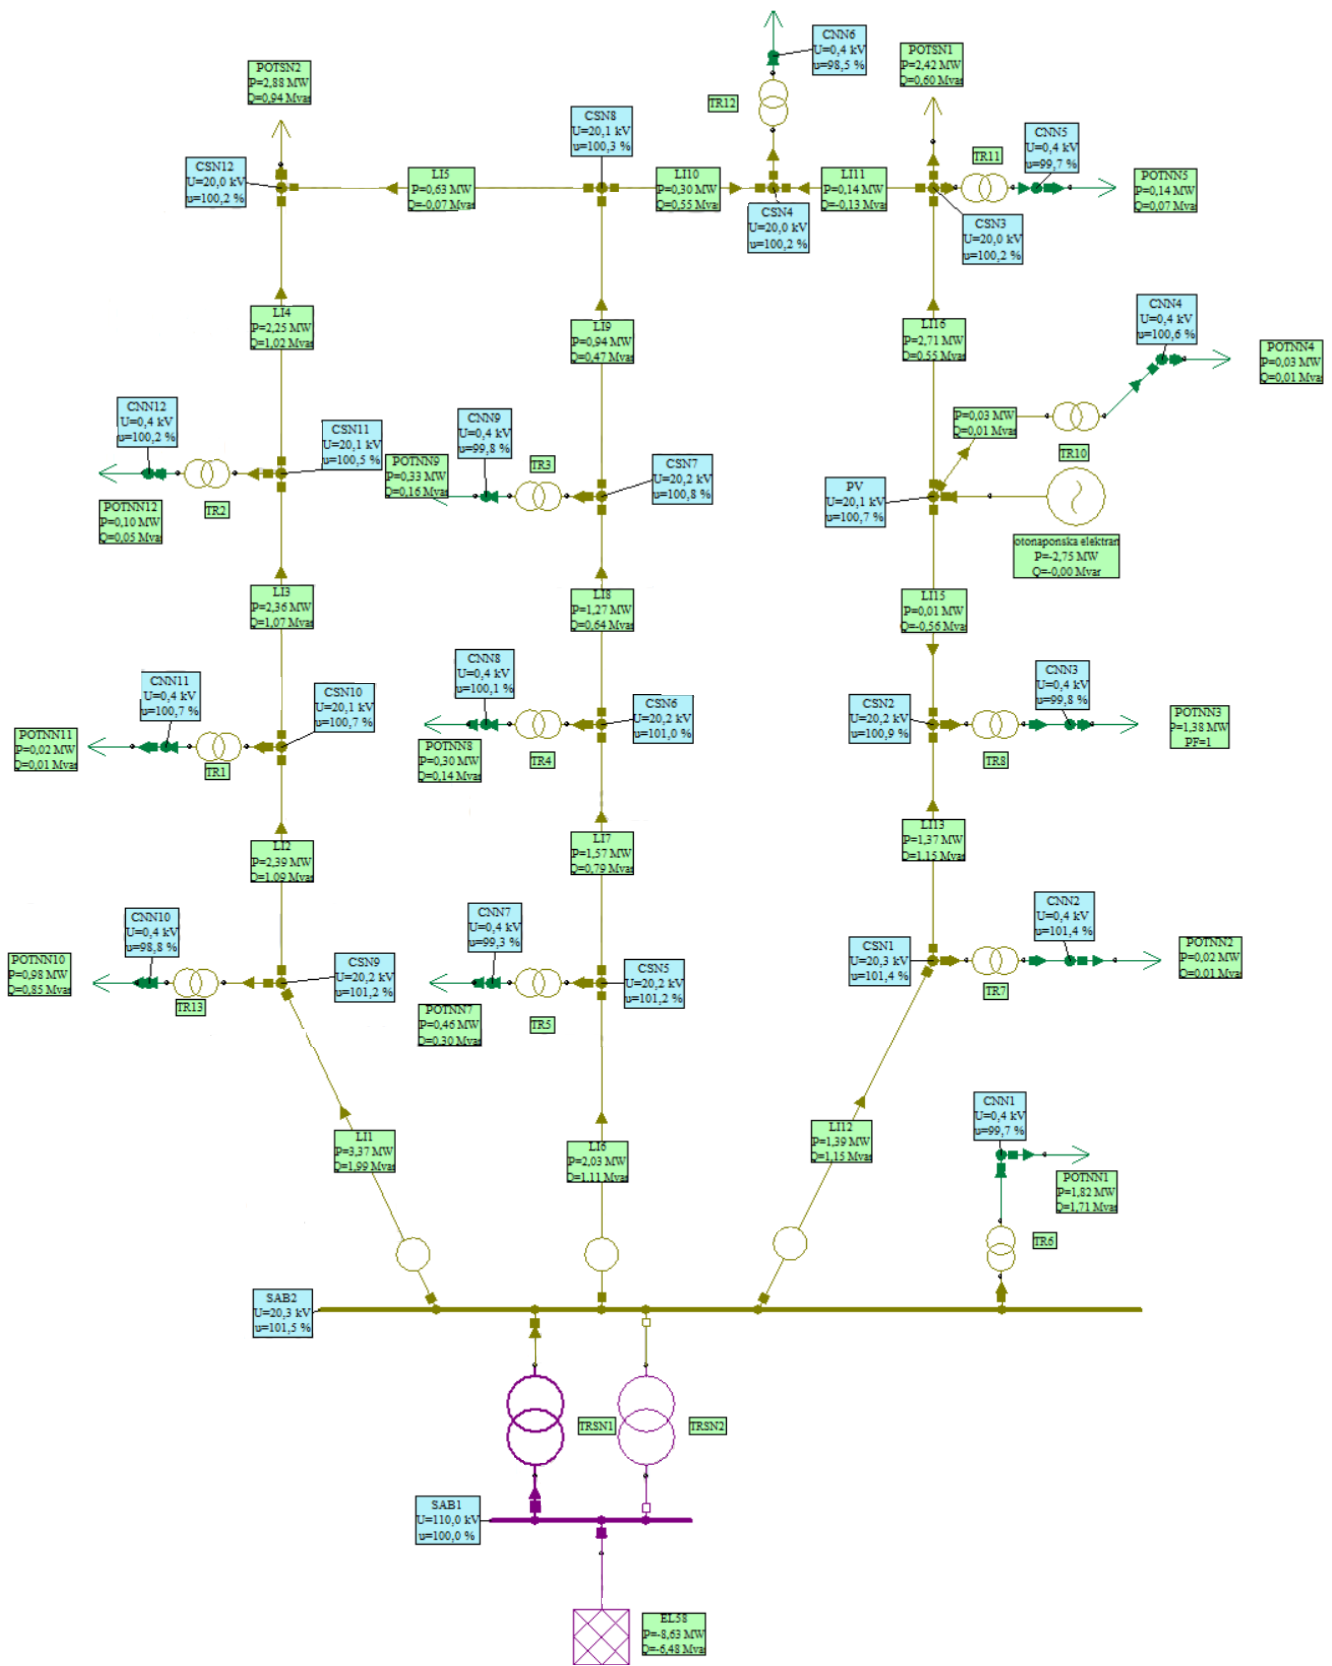 CNN6
U=0,4 kV
u=98,5 %
POTSN1
P=2,42 MW
Q=0,60 Mvar
POTSN2
P=2,88 MW
Q=0,94 Mvar
TR12
CSN8
U=20,1 kV
u=100,3 %
CNN5
U=0,4 kV
u=99,7 %
TR11
CSN12
U=20,0 kV
u=100,2 %
LI5
P=0,63 MW
Q=-0,07 Mvar
LI10
P=0,30 MW
Q=0,55 Mvar
LI11
P=0,14 MW
Q=-0,13 Mvar
POTNN5
P=0,14 MW
Q=0,07 Mvar
CSN4
U=20,0 kV
u=100,2 %
CSN3
U=20,0 kV
u=100,2 %
LI4
P=2,25 MW
Q=1,02 Mvar
LI9
P=0,94 MW
Q=0,47 Mvar
LI16
P=2,71 MW
Q=0,55 Mvar
CNN4
U=0,4 kV
u=100,6 %
POTNN4
P=0,03 MW
Q=0,01 Mvar
CNN12
U=0,4 kV
u=100,2 %
CSN11
U=20,1 kV
u=100,5 %
CNN9
U=0,4 kV
u=99,8 %
P=0,03 MW
Q=0,01 Mvar
TR10
POTNN9
P=0,33 MW
Q=0,16 Mvar
TR3
CSN7
U=20,2 kV
u=100,8 %
PV
U=20,1 kV
u=100,7 %
TR2
POTNN12
P=0,10 MW
Q=0,05 Mvar
otonaponska elektran
P=-2,75 MW
Q=-0,00 Mvar
LI3
P=2,36 MW
Q=1,07 Mvar
LI8
P=1,27 MW
Q=0,64 Mvar
LI15
P=0,01 MW
Q=-0,56 Mvar
CNN11
U=0,4 kV
u=100,7 %
CSN10
U=20,1 kV
u=100,7 %
CNN8
U=0,4 kV
u=100,1 %
CSN6
U=20,2 kV
u=101,0 %
CSN2
U=20,2 kV
u=100,9 %
CNN3
U=0,4 kV
u=99,8 %
POTNN11
P=0,02 MW
Q=0,01 Mvar
TR1
POTNN8
P=0,30 MW
Q=0,14 Mvar
TR4
TR8
POTNN3
P=1,38 MW
PF=1
LI2
P=2,39 MW
Q=1,09 Mvar
LI7
P=1,57 MW
Q=0,79 Mvar
LI13
P=1,37 MW
Q=1,15 Mvar
CNN10
U=0,4 kV
u=98,8 %
CNN7
U=0,4 kV
u=99,3 %
CNN2
U=0,4 kV
u=101,4 %
POTNN10
P=0,98 MW
Q=0,85 Mvar
TR13
CSN9
U=20,2 kV
u=101,2 %
POTNN7
P=0,46 MW
Q=0,30 Mvar
TR5
CSN5
U=20,2 kV
u=101,2 %
CSN1
U=20,3 kV
u=101,4 %
TR7
POTNN2
P=0,02 MW
Q=0,01 Mvar
LI1
P=3,37 MW
Q=1,99 Mvar
LI6
P=2,03 MW
Q=1,11 Mvar
LI12
P=1,39 MW
Q=1,15 Mvar
CNN1
U=0,4 kV
u=99,7 %
POTNN1
P=1,82 MW
Q=1,71 Mvar
TR6
SAB2
U=20,3 kV
u=101,5 %
TRSN1
TRSN2
SAB1
U=110,0 kV
u=100,0 %
EL58
P=-8,63 MW
Q=-6,48 Mvar